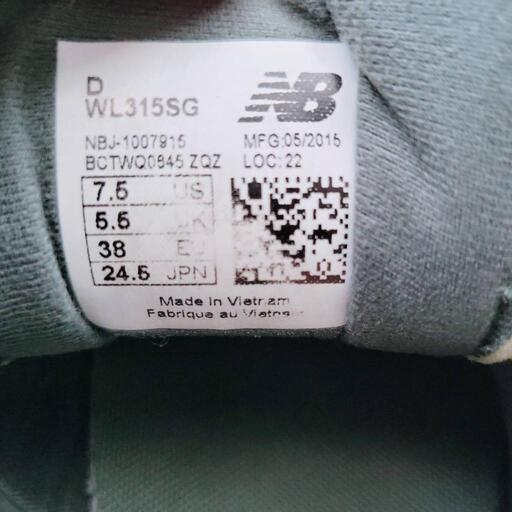 D
WL315SG
NB
NBJ-1007915
MFG:05/2015
BCTWQ0845 ZQZ
LOC: 22
7.5 US
5.5 UK
38 EU
24.5 JPN
Made in Vietnam
Fabrique au Vietnam